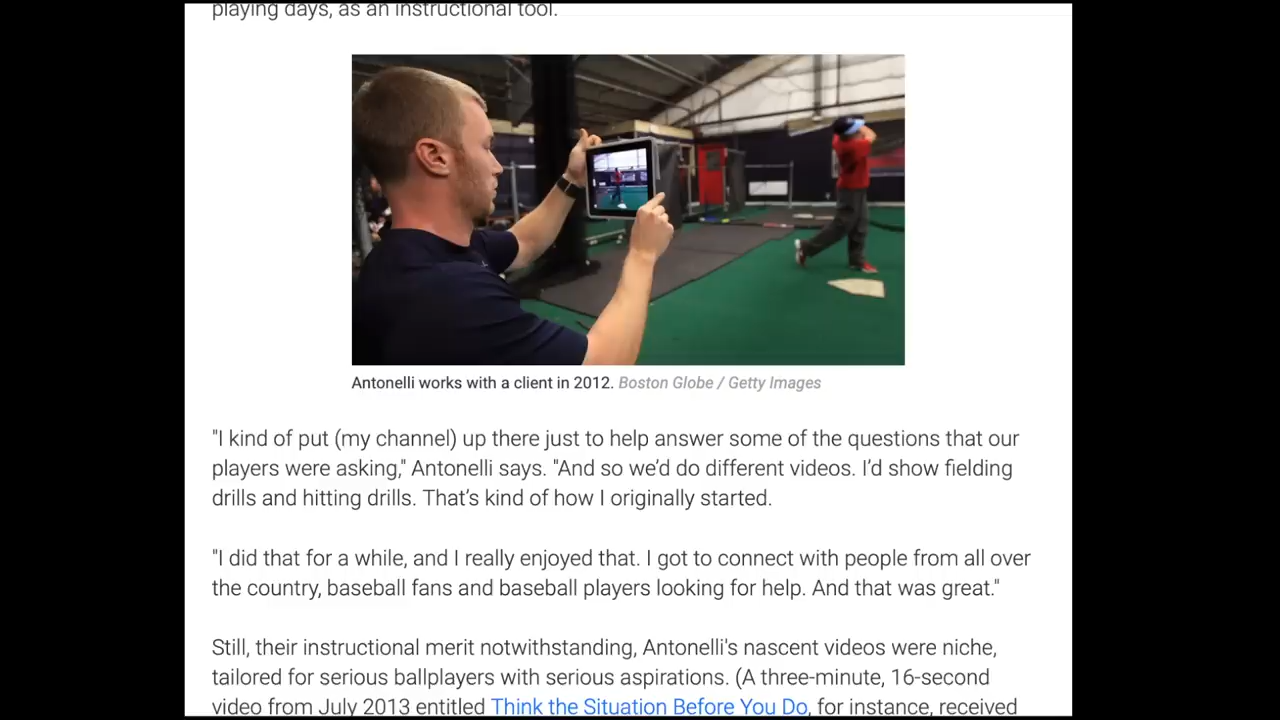 playing days, as an instructional tool.
Antonelli works with a client in 2012. Boston Globe / Getty Images
"I kind of put (my channel) up there just to help answer some of the questions that our
players were asking," Antonelli says. "And so we’d do different videos. I’d show fielding
drills and hitting drills. That’s kind of how I originally started.
"I did that for a while, and I really enjoyed that. I got to connect with people from all over
the country, baseball fans and baseball players looking for help. And that was great."
Still, their instructional merit notwithstanding, Antonelli's nascent videos were niche,
tailored for serious ballplayers with serious aspirations. (A three-minute, 16-second
video from July 2013 entitled Think the Situation Before You Do, for instance, received